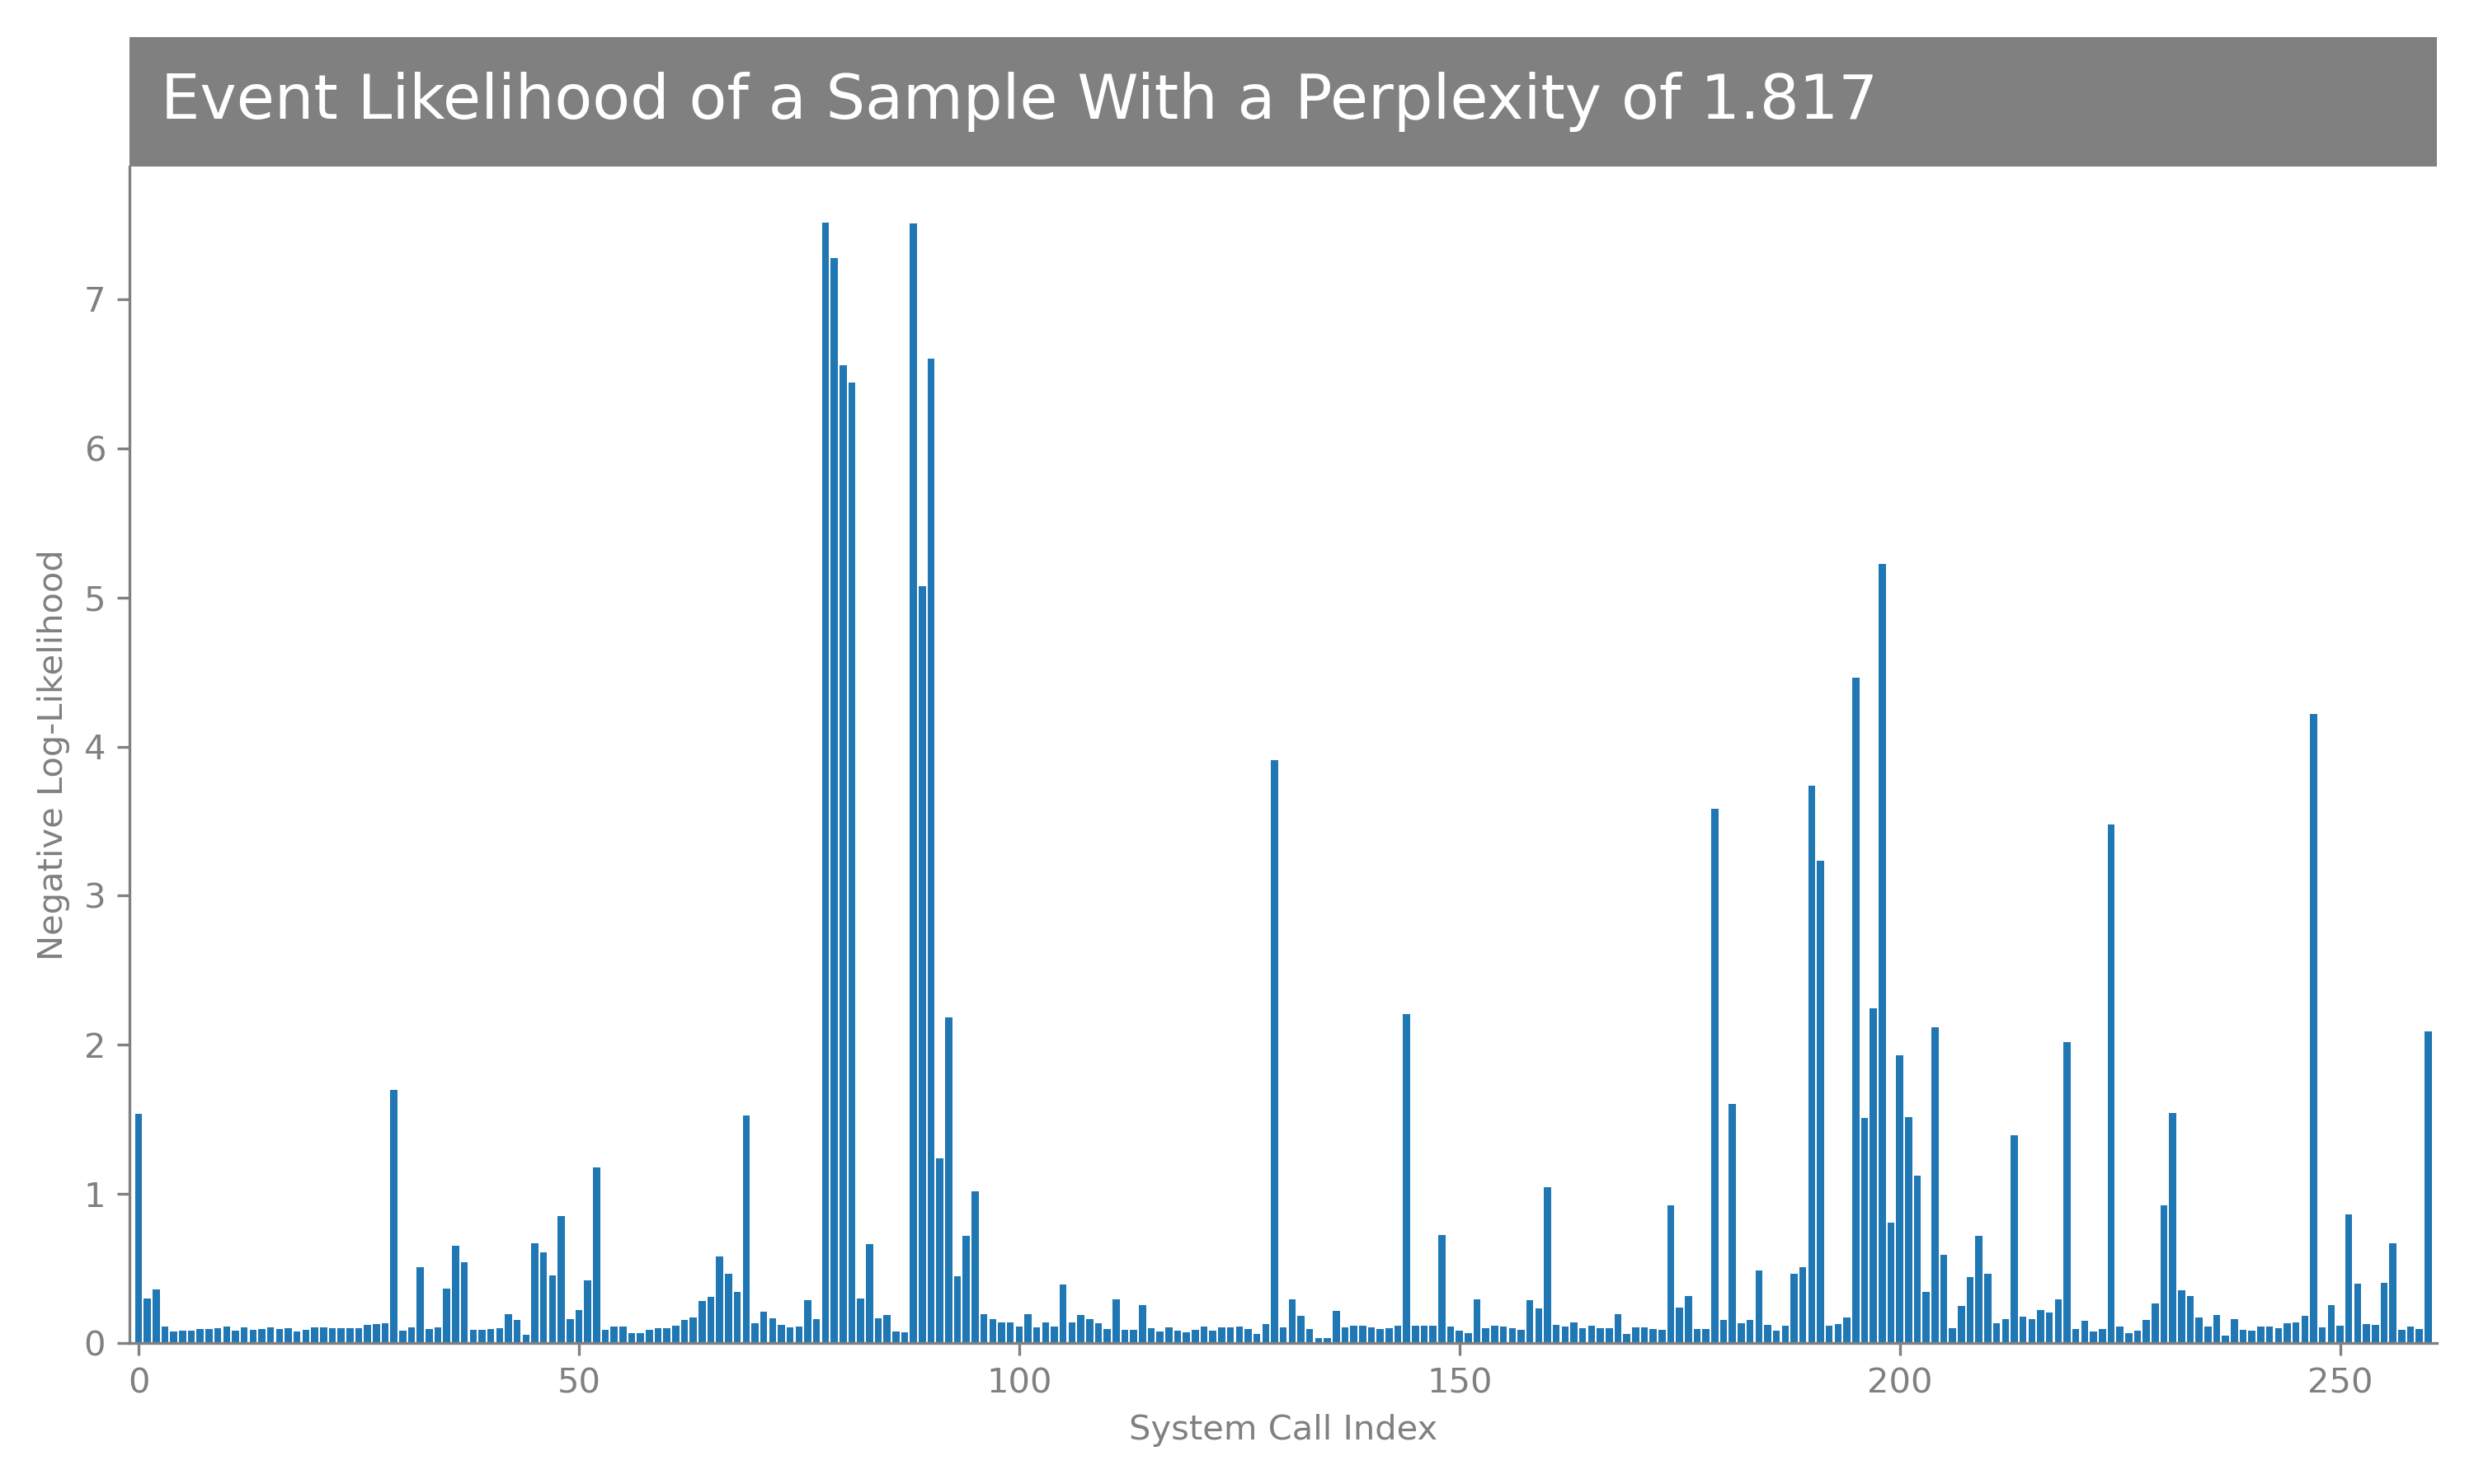 Event Likelihood of a Sample With a Perplexity of 1.817
Negative Log-Likelihood
7
6
5
4
3
2
1
0
0 50 100 150 200 250
System Call Index